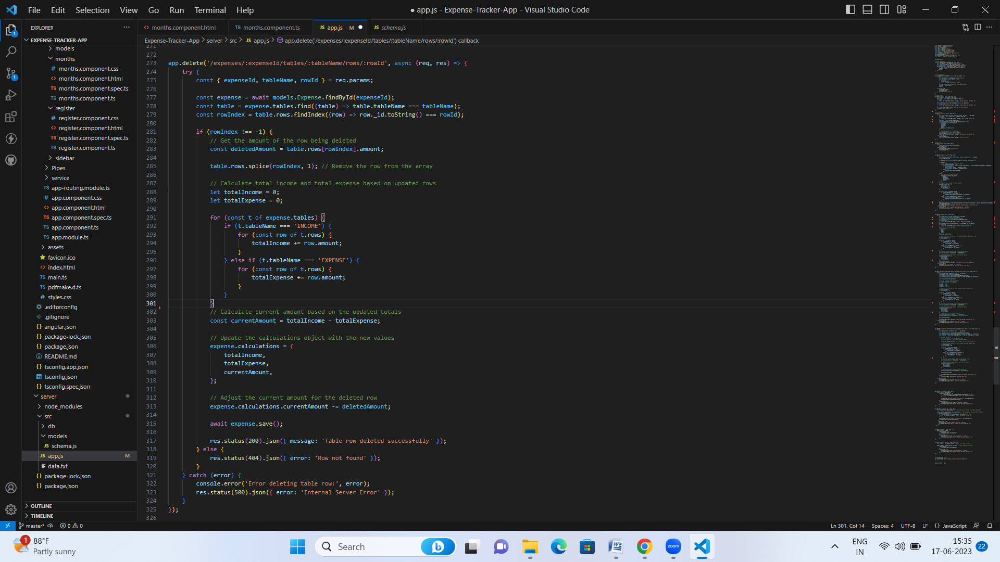 File Edit Selection View Go Run Terminal Help
● app.js - Expense-Tracker-App - Visual Studio Code
EXPLORER
months.component.html
TS months.component.ts
JS app.js M
JS schema.js
EXPENSE-TRACKER-APP
Expense-Tracker-App > server > src > JS app.js > app.delete('/expenses/:expenseId/tables/:tableName/rows/:rowId') callback
models
months
# months.component.css
<> months.component.html
TS months.component.spec.ts
TS months.component.ts
register
# register.component.css
<> register.component.html
TS register.component.spec.ts
TS register.component.ts
sidebar
Pipes
service
TS app-routing.module.ts
# app.component.css
<> app.component.html
TS app.component.spec.ts
TS app.component.ts
TS app.module.ts
assets
favicon.ico
<> index.html
TS main.ts
TS pdfmake.d.ts
# styles.css
.editorconfig
.gitignore
{} angular.json
{} package-lock.json
{} package.json
README.md
{} tsconfig.app.json
tsconfig.json
{} tsconfig.spec.json
server
node_modules
src
db
models
JS schema.js
JS app.js M
data.txt
{} package-lock.json
{} package.json
OUTLINE
TIMELINE
271
272
273 app.delete('/expenses/:expenseId/tables/:tableName/rows/:rowId', async (req, res) => {
274 try {
275 const { expenseId, tableName, rowId } = req.params;
276
277 const expense = await models.Expense.findById(expenseId);
278 const table = expense.tables.find((table) => table.tableName === tableName);
279 const rowIndex = table.rows.findIndex((row) => row._id.toString() === rowId);
280
281 if (rowIndex !== -1) {
282 // Get the amount of the row being deleted
283 const deletedAmount = table.rows[rowIndex].amount;
284
285 table.rows.splice(rowIndex, 1); // Remove the row from the array
286
287 // Calculate total income and total expense based on updated rows
288 let totalIncome = 0;
289 let totalExpense = 0;
290
291 for (const t of expense.tables) {
292 if (t.tableName === 'INCOME') {
293 for (const row of t.rows) {
294 totalIncome += row.amount;
295 }
296 } else if (t.tableName === 'EXPENSE') {
297 for (const row of t.rows) {
298 totalExpense += row.amount;
299 }
300 }
301 }
302 // Calculate current amount based on the updated totals
303 const currentAmount = totalIncome - totalExpense;
304
305 // Update the calculations object with the new values
306 expense.calculations = {
307 totalIncome,
308 totalExpense,
309 currentAmount,
310 };
311
312 // Adjust the current amount for the deleted row
313 expense.calculations.currentAmount -= deletedAmount;
314
315 await expense.save();
316
317 res.status(200).json({ message: 'Table row deleted successfully' });
318 } else {
319 res.status(404).json({ error: 'Row not found' });
320 }
321 } catch (error) {
322 console.error('Error deleting table row:', error);
323 res.status(500).json({ error: 'Internal Server Error' });
324 }
325 });
326
master* 0 0
Ln 301, Col 14 Spaces: 4 UTF-8 LF {} JavaScript
1 88°F
Partly sunny
Search
zoom
ENG
IN
15:35
17-06-2023
22